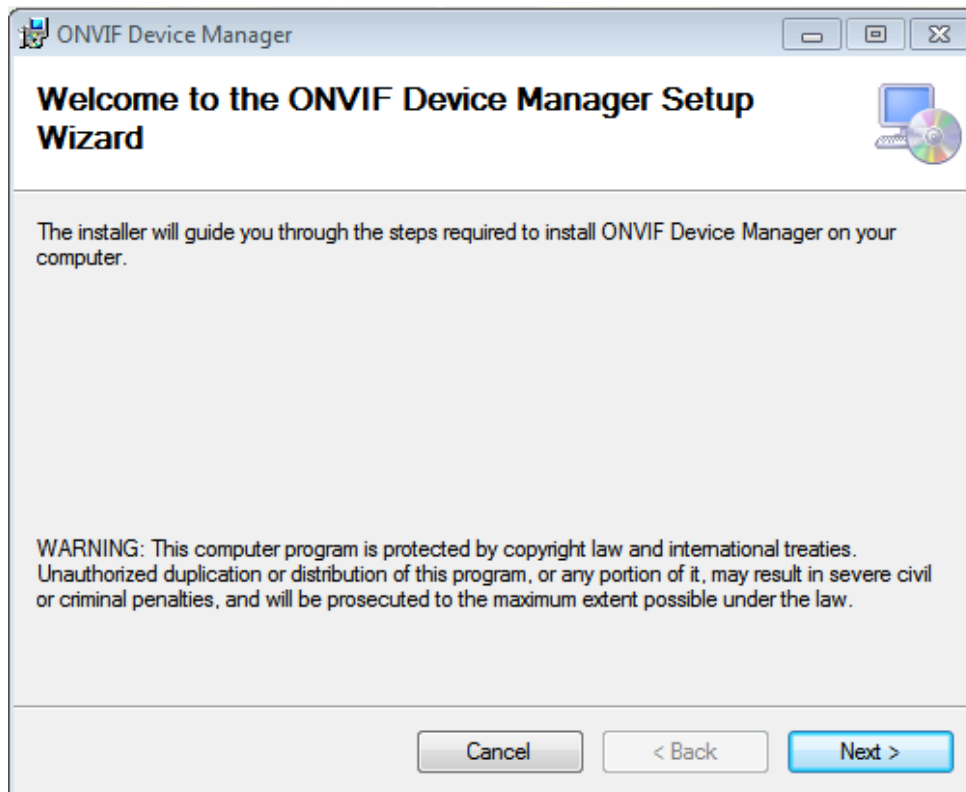 ONVIF Device Manager
Welcome to the ONVIF Device Manager Setup
Wizard
The installer will guide you through the steps required to install ONVIF Device Manager on your
computer.
WARNING: This computer program is protected by copyright law and international treaties.
Unauthorized duplication or distribution of this program, or any portion of it, may result in severe civil
or criminal penalties, and will be prosecuted to the maximum extent possible under the law.
Cancel
< Back
Next >